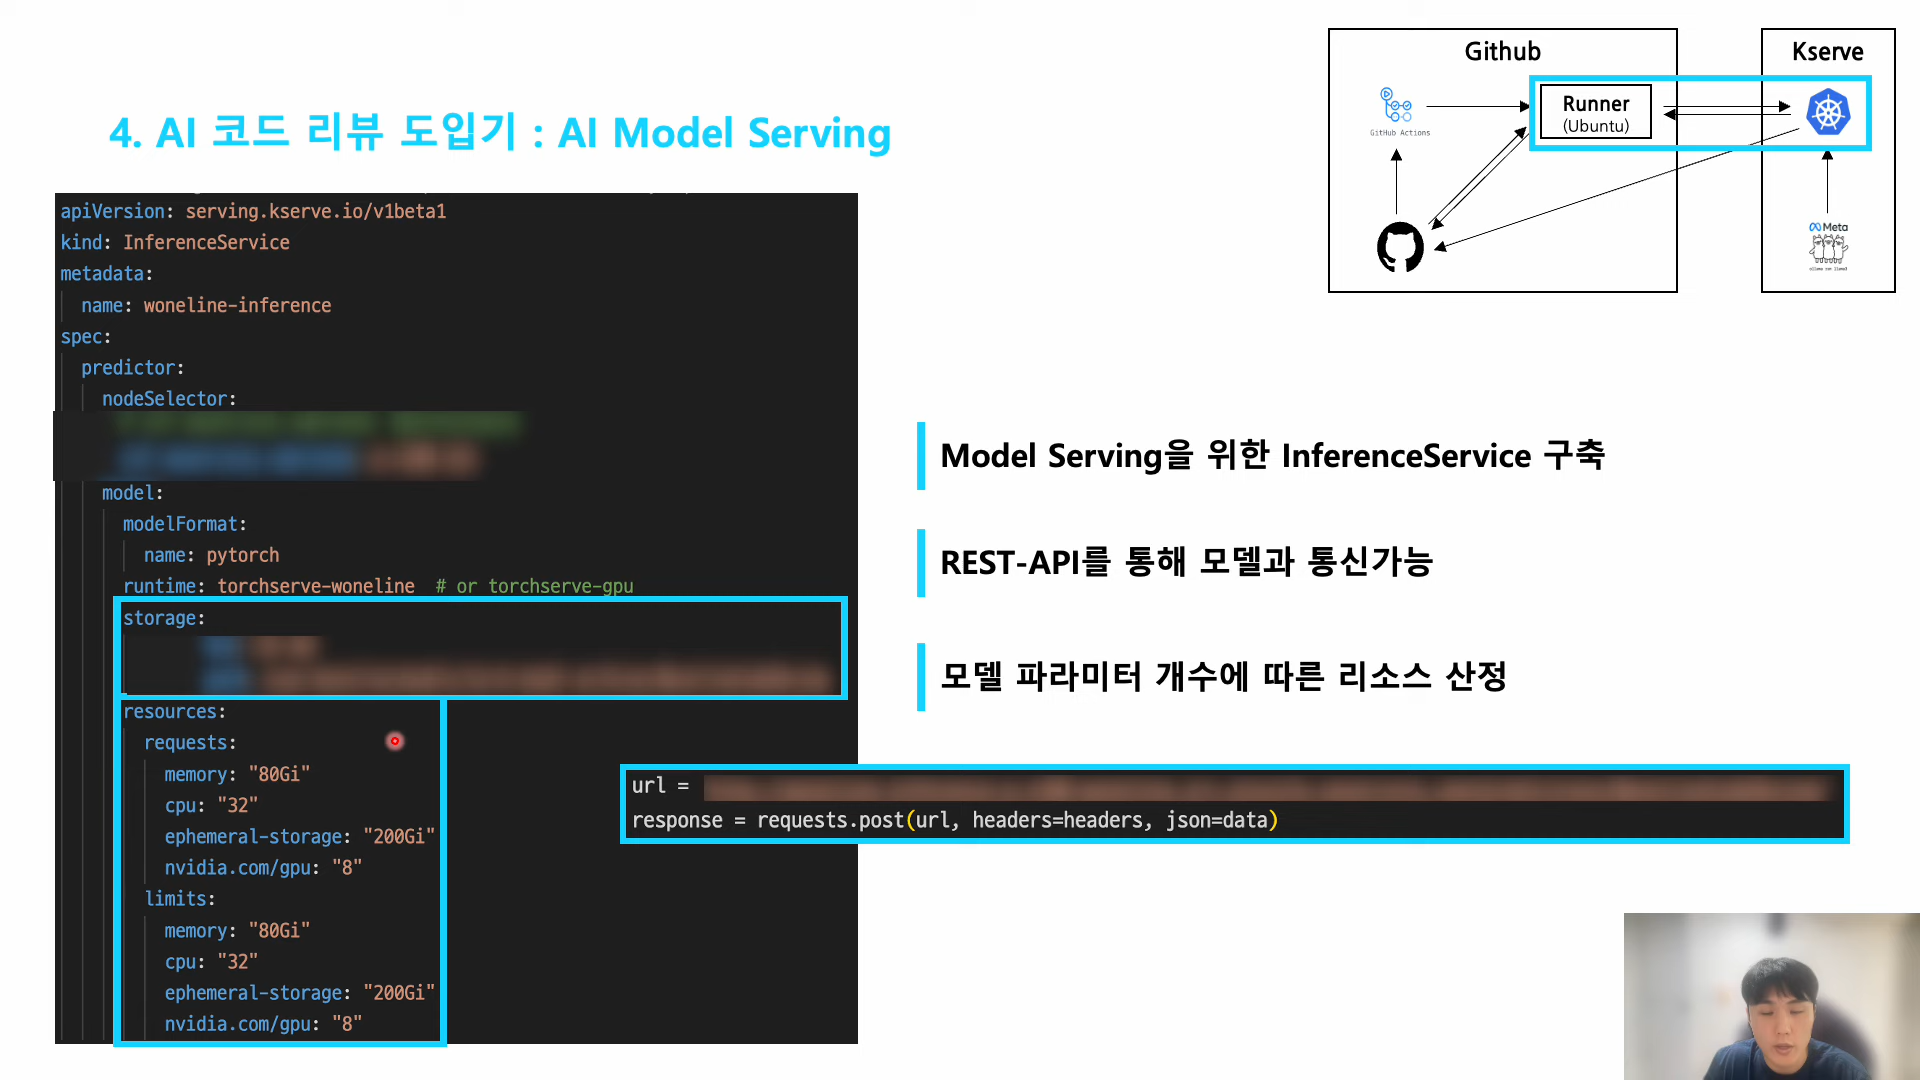 4. AI 코드 리뷰 도입기 : AI Model Serving
Github
Kserve
GitHub Actions
Runner
(Ubuntu)
Meta
apiVersion: serving.kserve.io/v1beta1
kind: InferenceService
metadata:
name: woneline-inference
spec:
predictor:
nodeSelector:
model:
modelFormat:
name: pytorch
runtime: torchserve-woneline # or torchserve-gpu
storage:
resources:
requests:
memory: "80Gi"
cpu: "32"
ephemeral-storage: "200Gi"
nvidia.com/gpu: "8"
limits:
memory: "80Gi"
cpu: "32"
ephemeral-storage: "200Gi"
nvidia.com/gpu: "8"
Model Serving을 위한 InferenceService 구축
REST-API를 통해 모델과 통신가능
모델 파라미터 개수에 따른 리소스 산정
url =
response = requests.post(url, headers=headers, json=data)